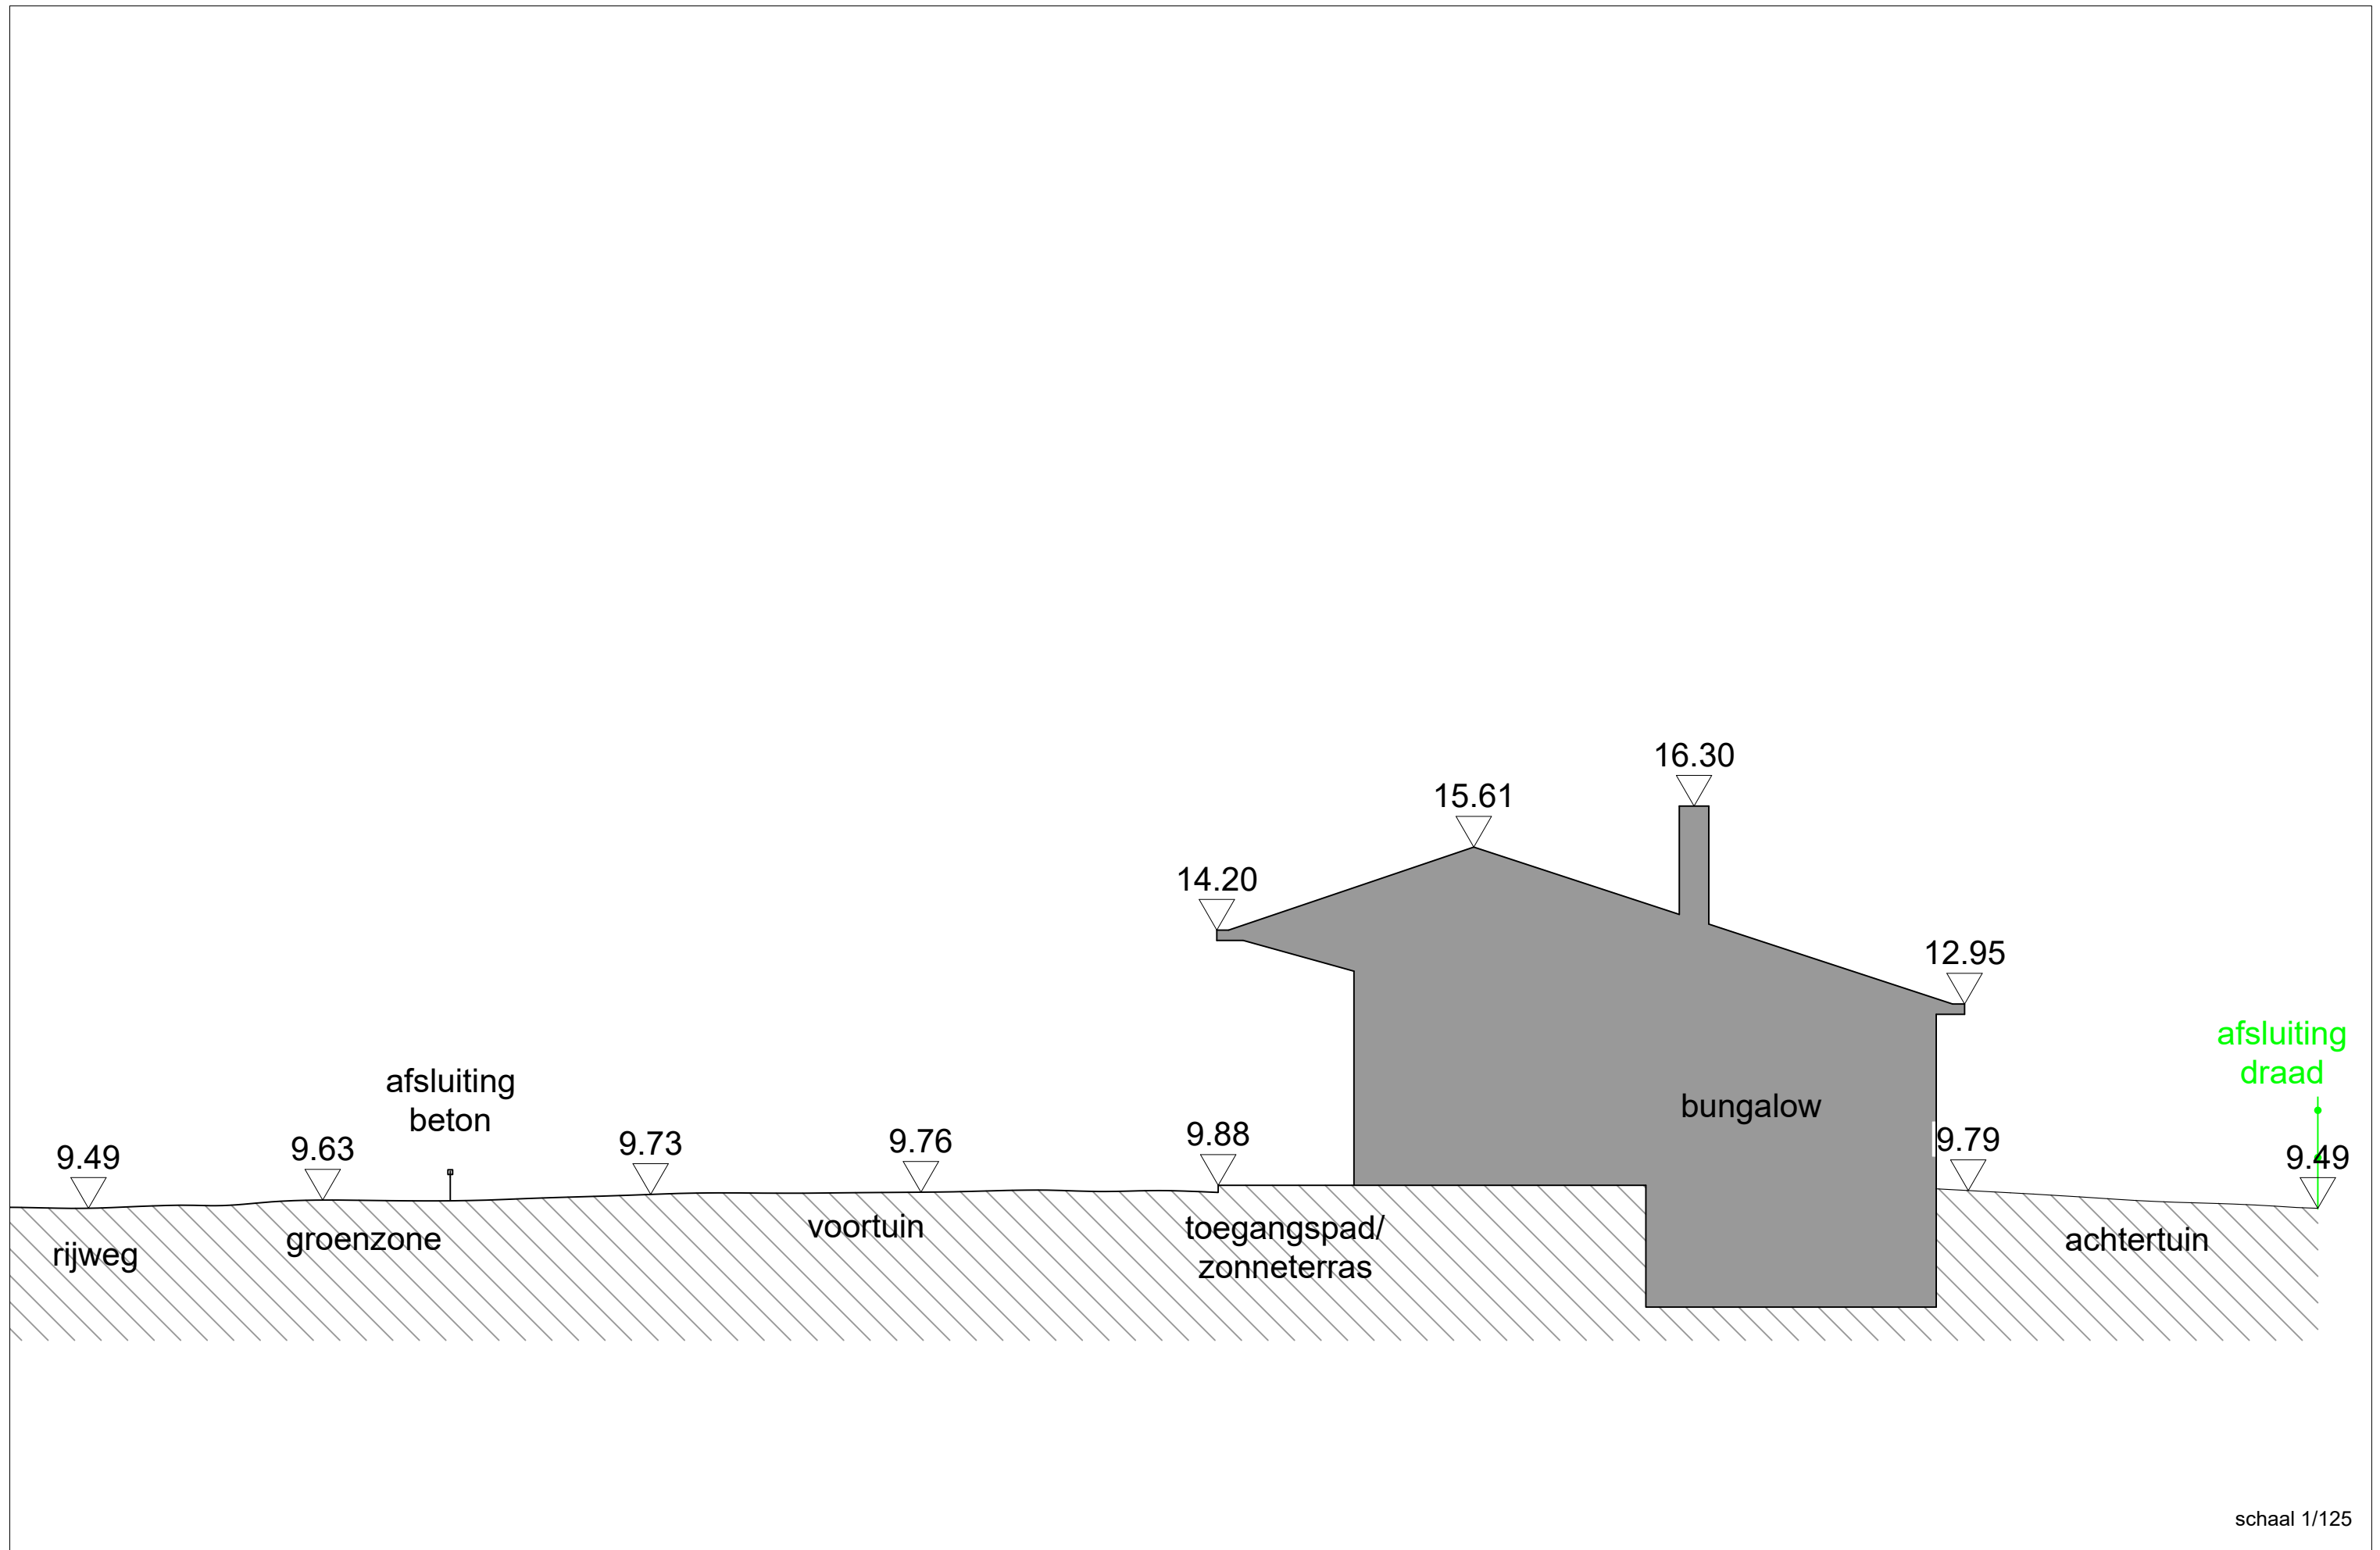 16.30
15.61
14.20
12.95
afsluiting
draad
afsluiting
beton
bungalow
9.49
9.63
9.73
9.76
9.88
9.79
9.49
rijweg
groenzone
voortuin
toegangspad/
zonneterras
achtertuin
schaal 1/125